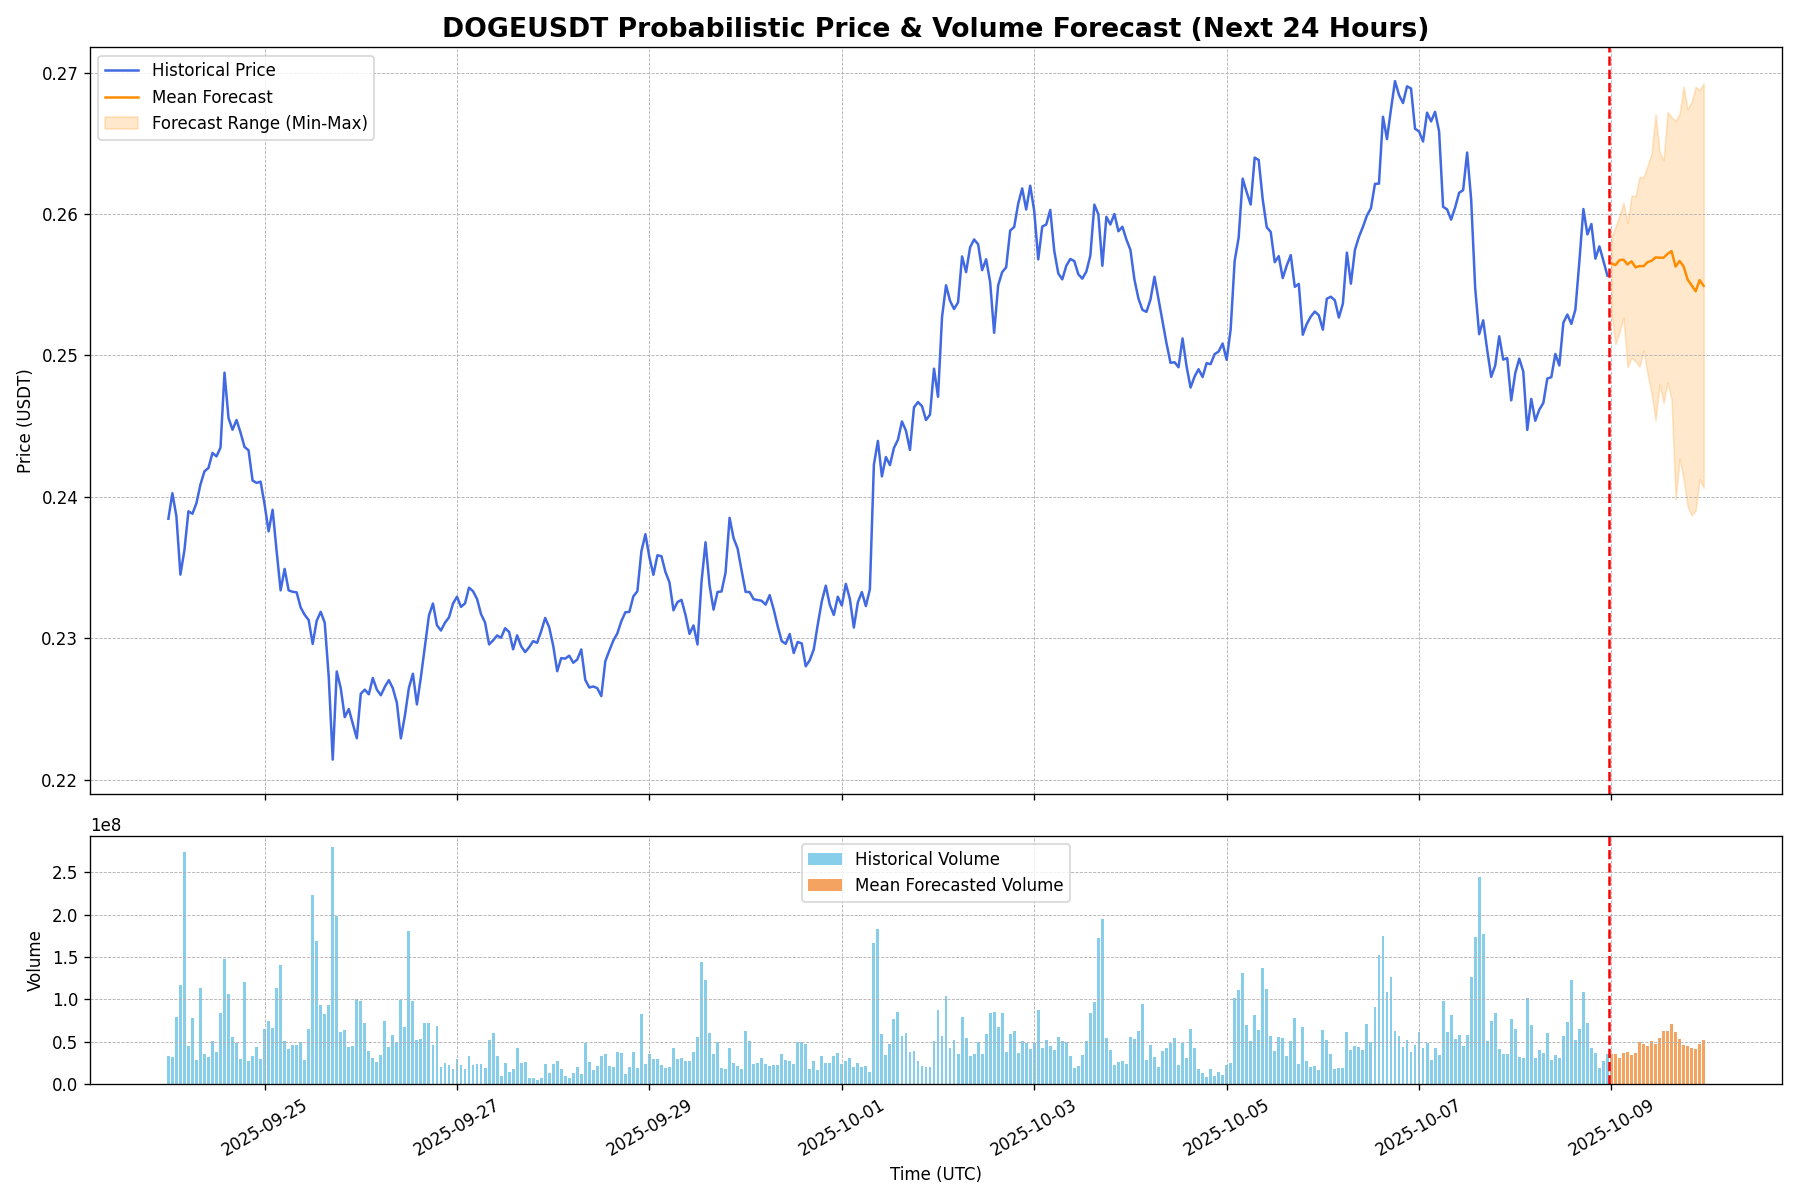 DOGEUSDT Probabilistic Price & Volume Forecast (Next 24 Hours)
Historical Price
Mean Forecast
Forecast Range (Min-Max)
Price (USDT)
0.27
0.26
0.25
0.24
0.23
0.22
1e8
Historical Volume
Mean Forecasted Volume
Volume
2.5
2.0
1.5
1.0
0.5
0.0
2025-09-25
2025-09-27
2025-09-29
2025-10-01
2025-10-03
2025-10-05
2025-10-07
2025-10-09
Time (UTC)